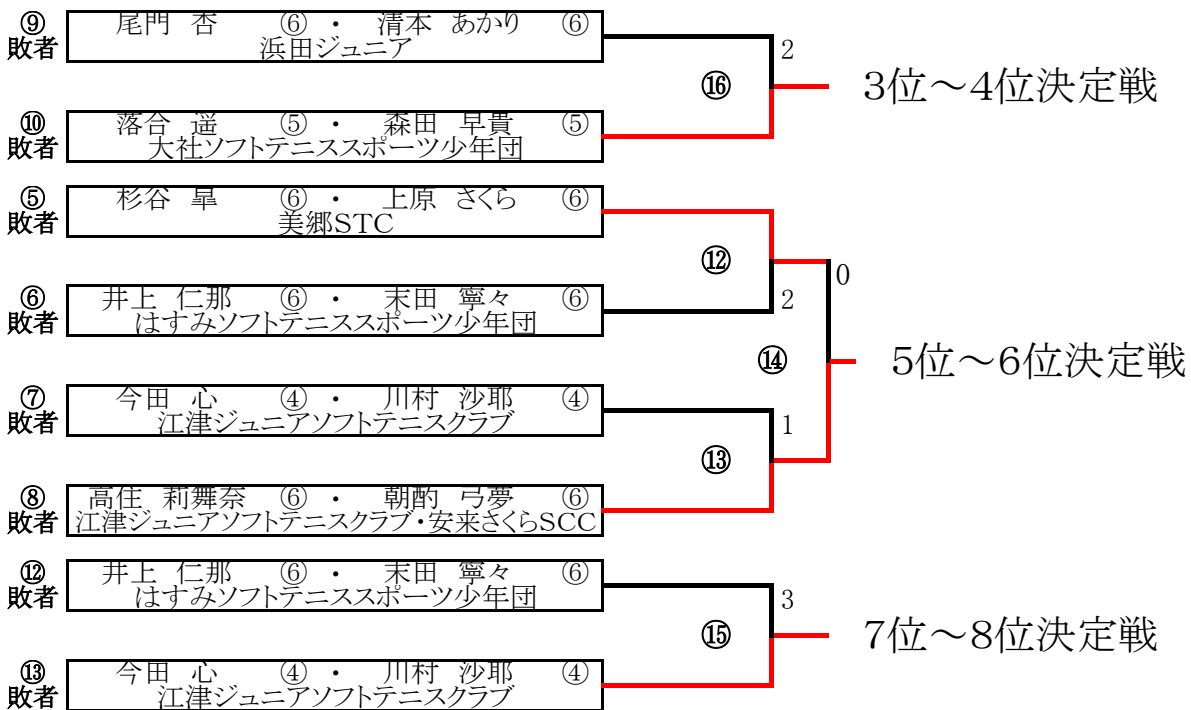 ⑨
敗者
尾門 杏 ⑥ ・ 清本 あかり ⑥
浜田ジュニア
2
⑯
3位～4位決定戦
⑩
敗者
落合 遥 ⑤ ・ 森田 早貴 ⑤
大社ソフトテニススポーツ少年団
⑤
敗者
杉谷 皐 ⑥ ・ 上原 さくら ⑥
美郷STC
⑫
0
⑥
敗者
井上 仁那 ⑥ ・ 末田 寧々 ⑥
はすみソフトテニススポーツ少年団
2
⑭
5位～6位決定戦
⑦
敗者
今田 心 ④ ・ 川村 沙耶 ④
江津ジュニアソフトテニスクラブ
1
⑬
⑧
敗者
高住 莉舞奈 ⑥ ・ 朝酌 弓夢 ⑥
江津ジュニアソフトテニスクラブ・安来さくらSCC
⑫
敗者
井上 仁那 ⑥ ・ 末田 寧々 ⑥
はすみソフトテニススポーツ少年団
3
⑮
7位～8位決定戦
⑬
敗者
今田 心 ④ ・ 川村 沙耶 ④
江津ジュニアソフトテニスクラブ